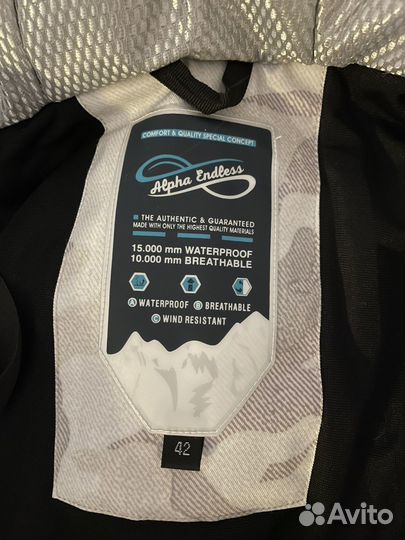 COMFORT & QUALITY SPECIAL CONCEPT
Alpha Endless
THE AUTHENTIC & GUARANTEED
MADE WITH ONLY THE HIGHEST QUALITY MATERIALS
15.000 mm WATERPROOF
10.000 mm BREATHABLE
A WATERPROOF B BREATHABLE
C WIND RESISTANT
42
Avito